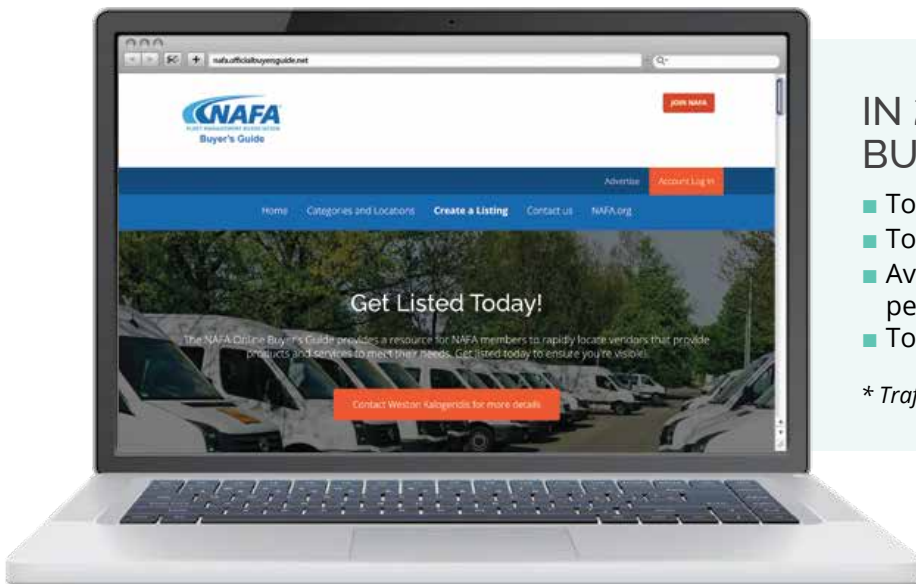 nafa.officialbuyersguide.net
NAFA
FLEET MANAGEMENT ASSOCIATION
Buyer's Guide
JOIN NAFA
Advertise
Account Log In
Home Categories and Locations Create a Listing Contact us NAFA.org
Get Listed Today!
The NAFA Online Buyer's Guide provides a resource for NAFA members to rapidly locate vendors that provide
products and services to meet their needs. Get listed today to ensure you're visible.
Contact Weston Kalogeridis for more details
IN
BU
To
To
Av
pe
To
* Traf